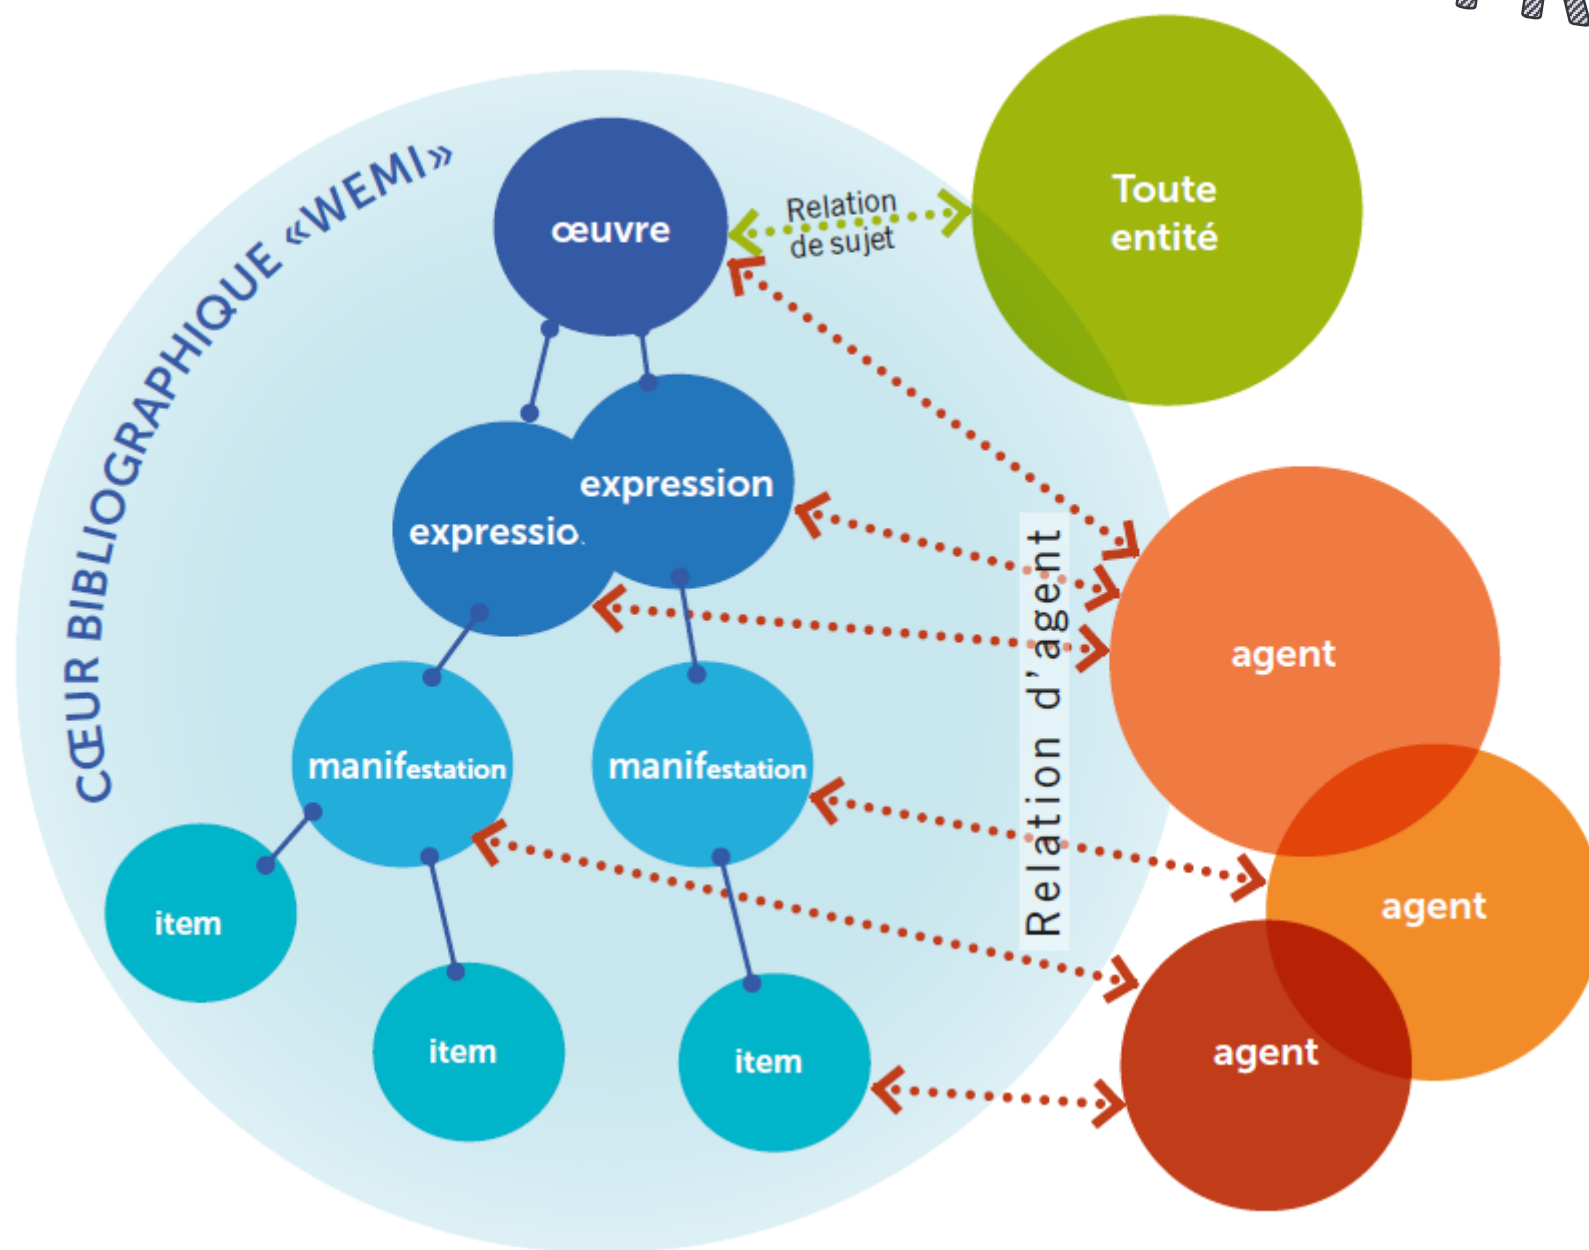 CŒUR BIBLIOGRAPHIQUE «WEMI»
œuvre
Relation
de sujet
Toute
entité
expression
expressio
Relation d’agent
agent
manifestation
manifestation
agent
item
item
item
agent